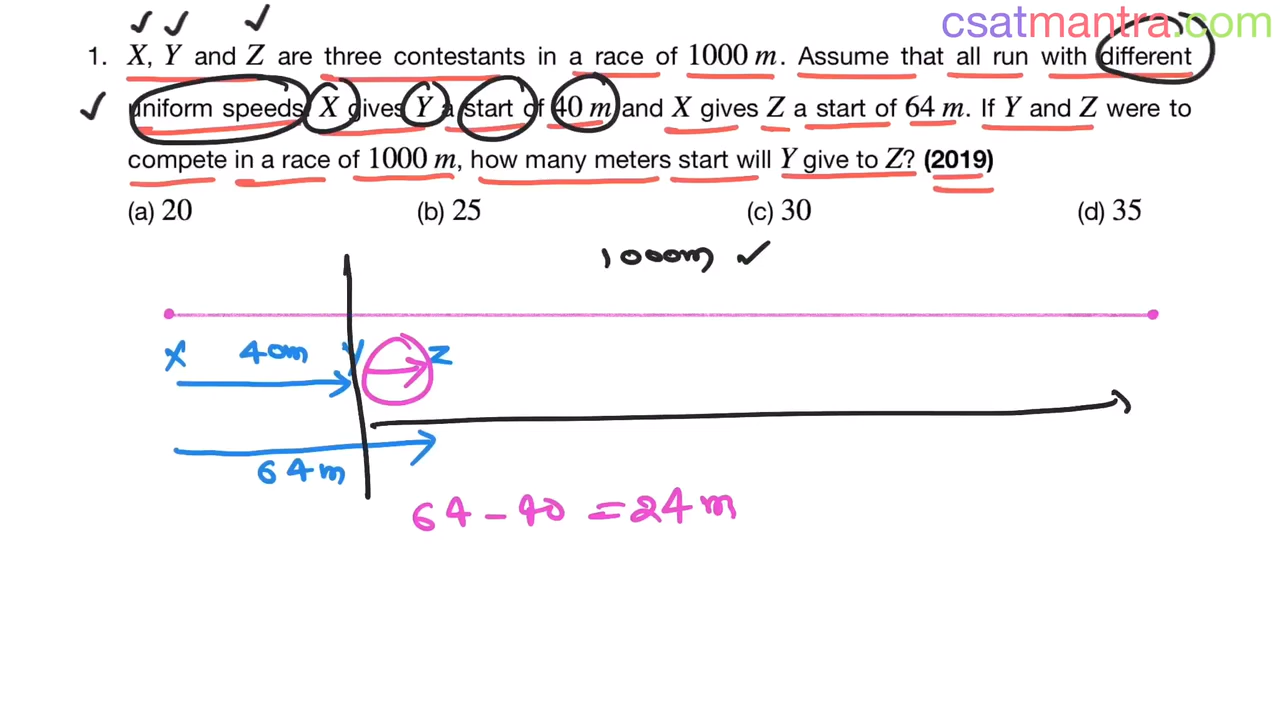 csatmantra.com
1. X, Y and Z are three contestants in a race of 1000 m. Assume that all run with different
uniform speeds. X gives Y a start of 40 m and X gives Z a start of 64 m. If Y and Z were to
compete in a race of 1000 m, how many meters start will Y give to Z? (2019)
(a) 20 (b) 25 (c) 30 (d) 35
1000m
X 40m Y Z
64m
64 - 40 = 24 m